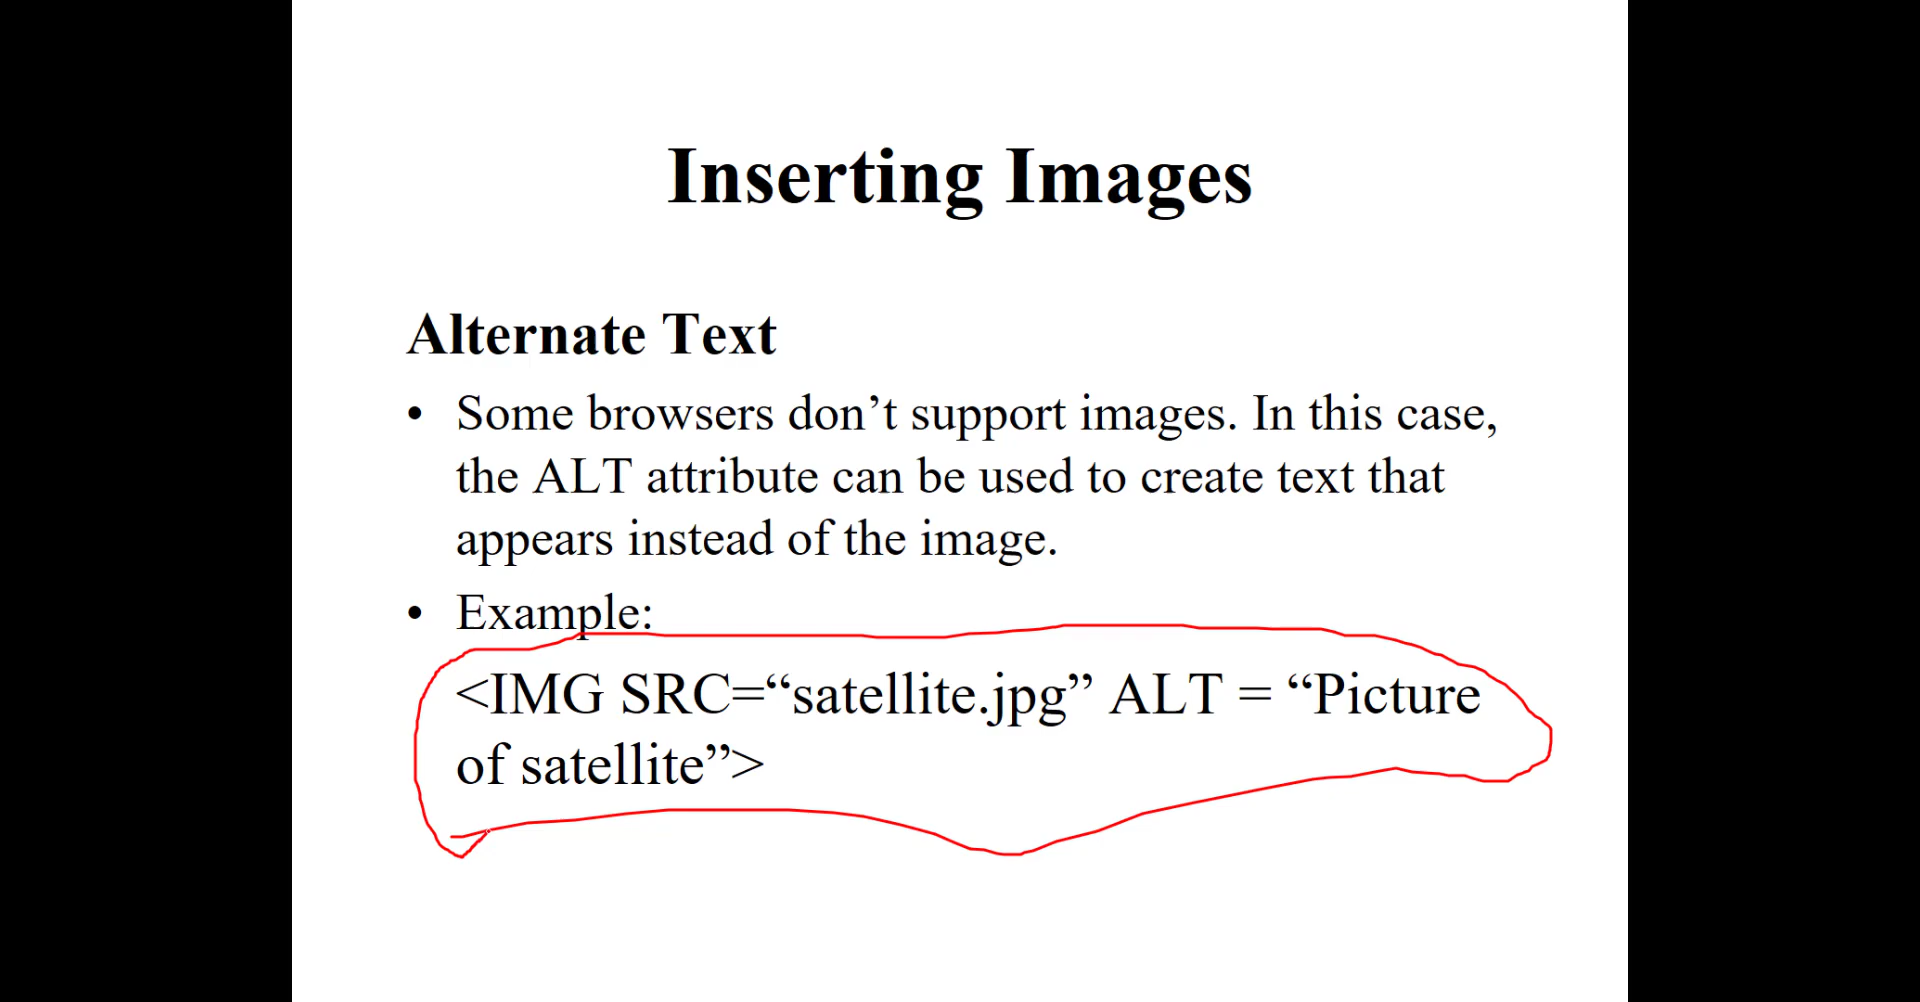 Inserting Images
Alternate Text
• Some browsers don’t support images. In this case,
the ALT attribute can be used to create text that
appears instead of the image.
• Example:
<IMG SRC=“satellite.jpg” ALT = “Picture
of satellite”>